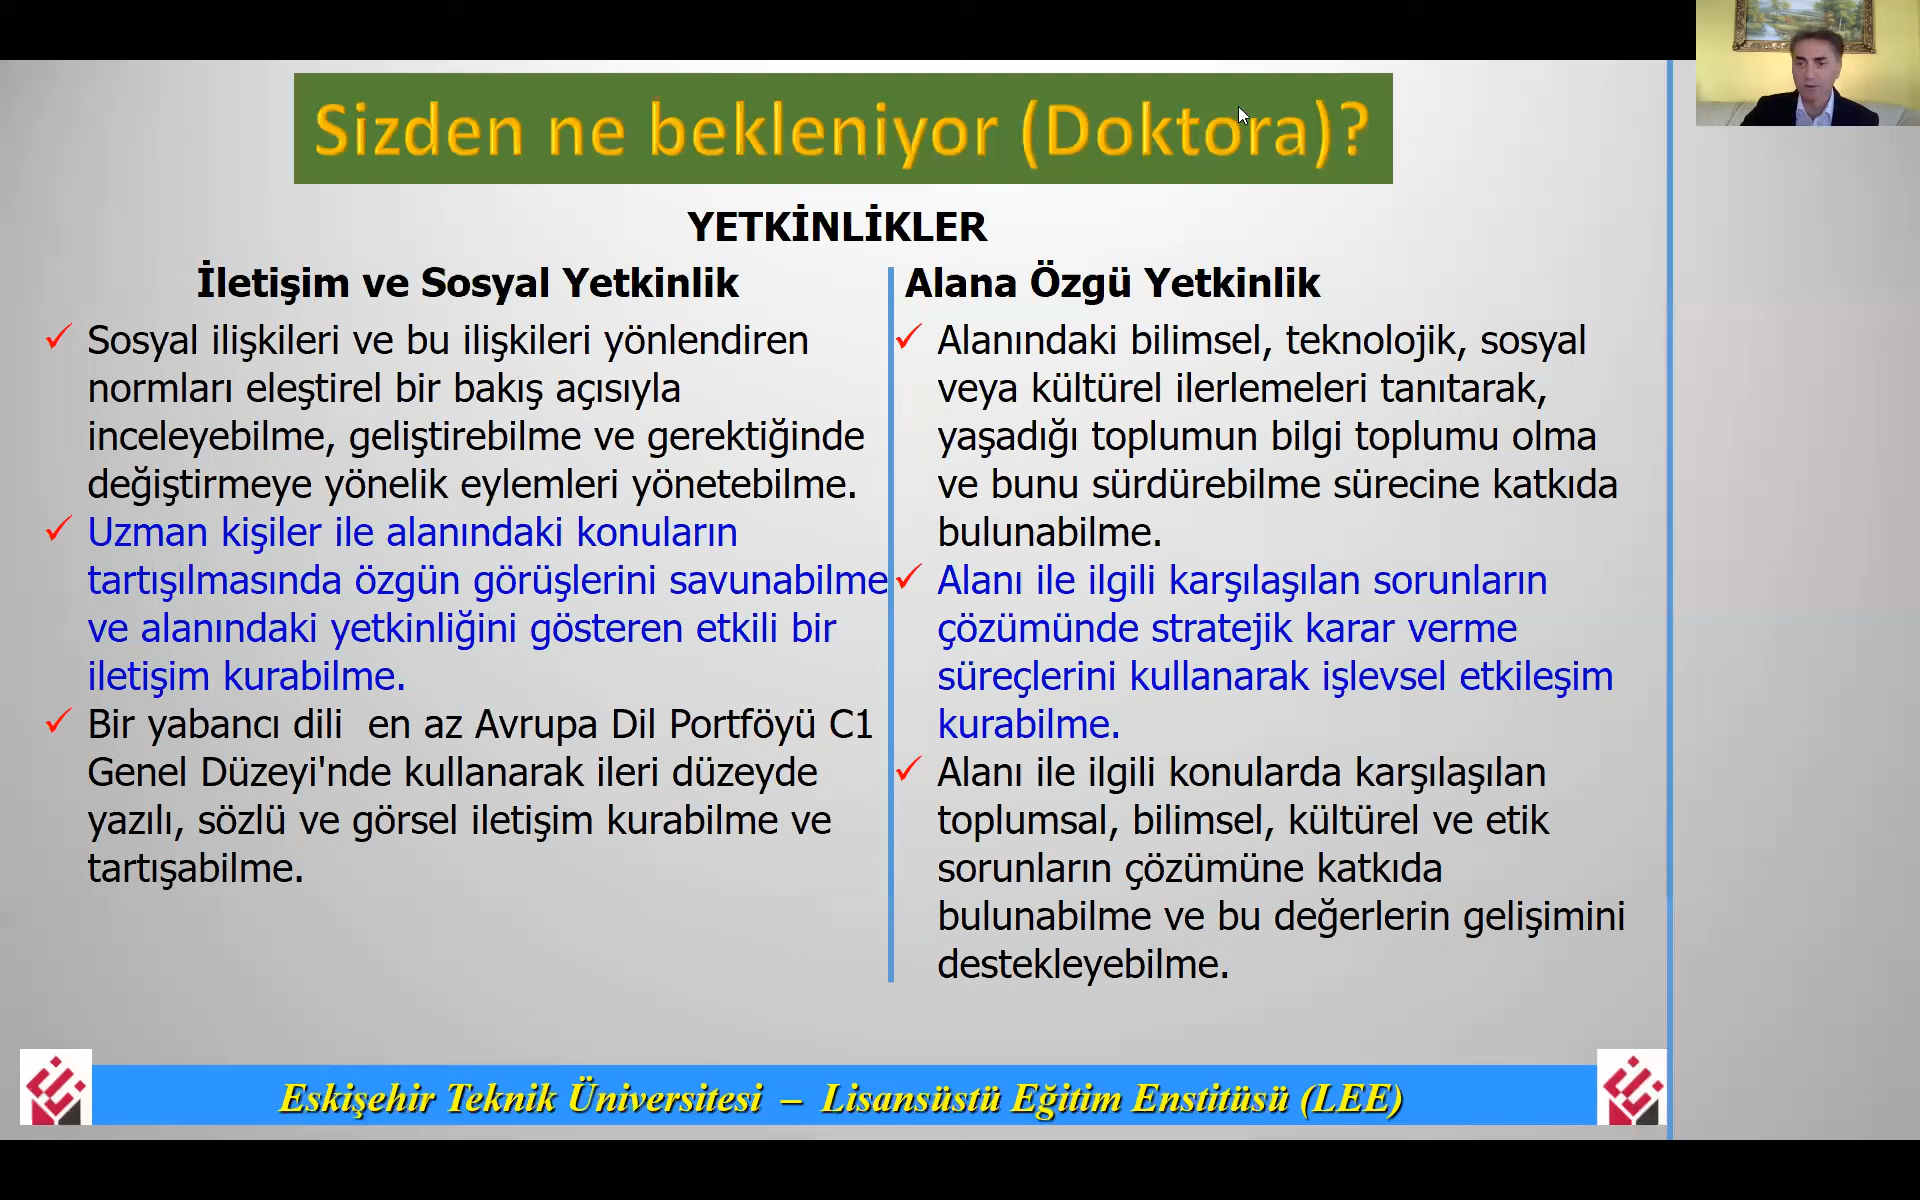 Sizden ne bekleniyor (Doktora)?
YETKİNLİKLER
İletişim ve Sosyal Yetkinlik
Sosyal ilişkileri ve bu ilişkileri yönlendiren
normları eleştirel bir bakış açısıyla
inceleyebilme, geliştirebilme ve gerektiğinde
değiştirmeye yönelik eylemleri yönetebilme.
Uzman kişiler ile alanındaki konuların
tartışılmasında özgün görüşlerini savunabilme
ve alanındaki yetkinliğini gösteren etkili bir
iletişim kurabilme.
Bir yabancı dili  en az Avrupa Dil Portföyü C1
Genel Düzeyi'nde kullanarak ileri düzeyde
yazılı, sözlü ve görsel iletişim kurabilme ve
tartışabilme.
Alana Özgü Yetkinlik
Alanındaki bilimsel, teknolojik, sosyal
veya kültürel ilerlemeleri tanıtarak,
yaşadığı toplumun bilgi toplumu olma
ve bunu sürdürebilme sürecine katkıda
bulunabilme.
Alanı ile ilgili karşılaşılan sorunların
çözümünde stratejik karar verme
süreçlerini kullanarak işlevsel etkileşim
kurabilme.
Alanı ile ilgili konularda karşılaşılan
toplumsal, bilimsel, kültürel ve etik
sorunların çözümüne katkıda
bulunabilme ve bu değerlerin gelişimini
destekleyebilme.
Eskişehir Teknik Üniversitesi  –  Lisansüstü Eğitim Enstitüsü (LEE)